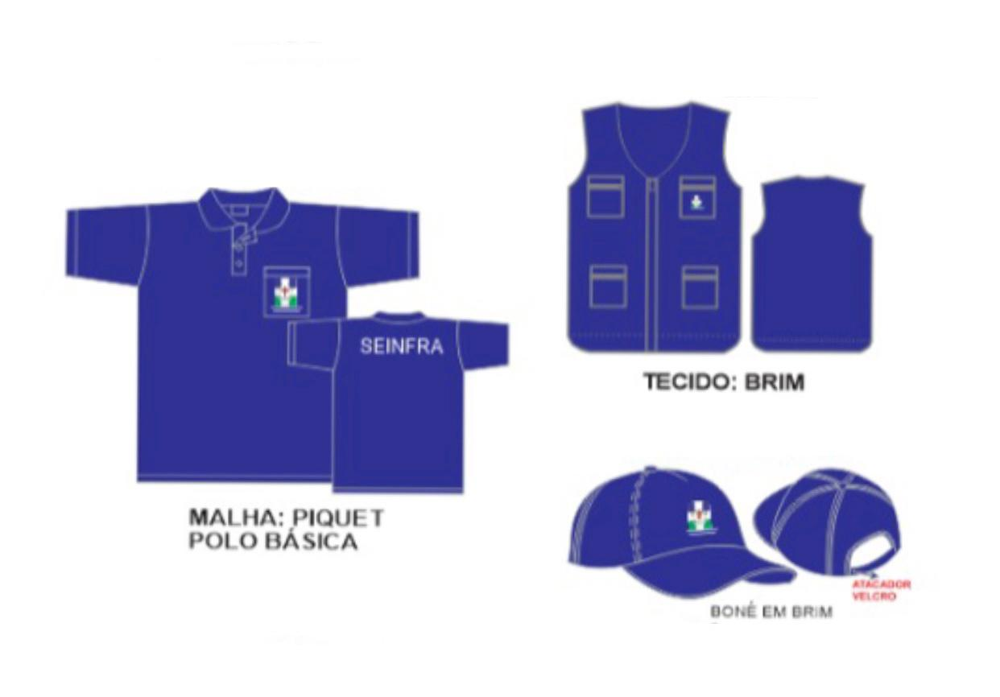 SEINFRA
MALHA: PIQUET
POLO BÁSICA
TECIDO: BRIM
ATACADOR
VELCRO
BONÉ EM BRIM